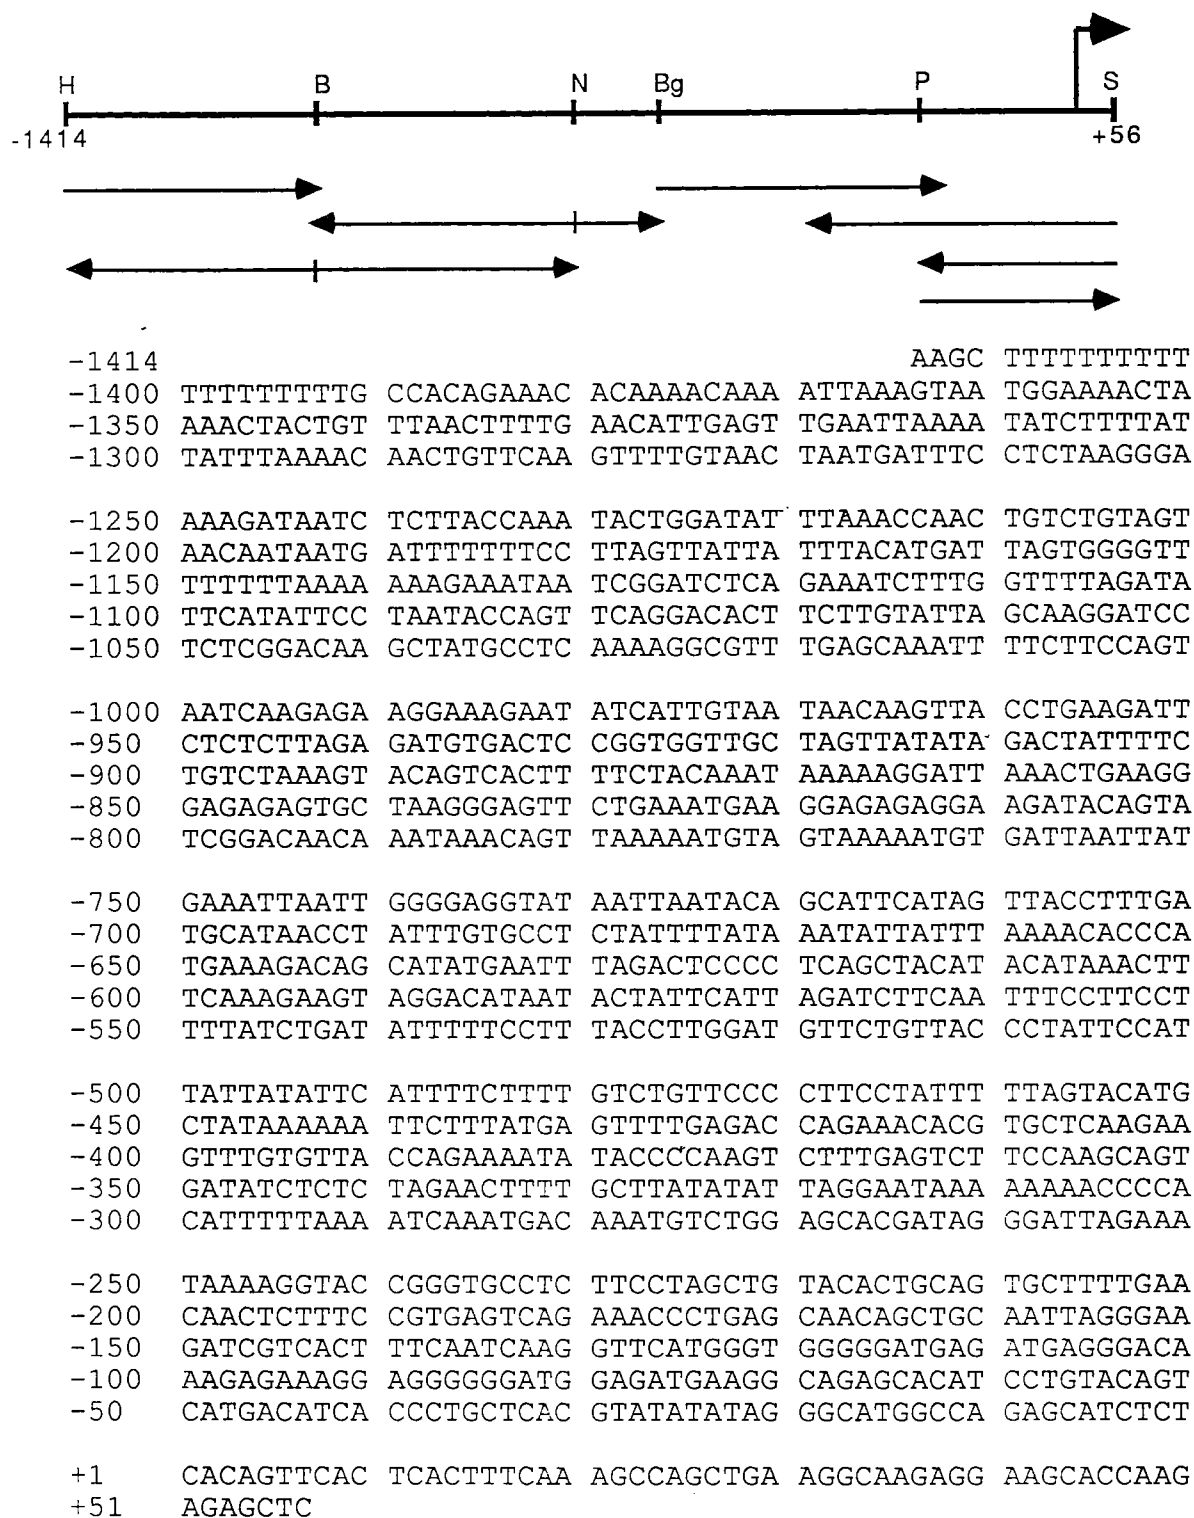 H B N Bg P S
-1414 +56
-1414 AAGC TTTTTTTTTT
-1400 TTTTTTTTTG CCACAGAAAC ACAAAACAAA ATTAAAGTAA TGGAAAACTA
-1350 AAACTACTGT TTAACTTTTG AACATTGAGT TGAATTAAAA TATCTTTTAT
-1300 TATTTAAAAC AACTGTTCAA GTTTTGTAAC TAATGATTTC CTCTAAGGGA
-1250 AAAGATAATC TCTTACCAAA TACTGGATAT TTAAACCAAC TGTCTGTAGT
-1200 AACAATAATG ATTTTTTTCC TTAGTTATTA TTTACATGAT TAGTGGGGTT
-1150 TTTTTTAAAA AAAGAAATAA TCGGATCTCA GAAATCTTTG GTTTTAGATA
-1100 TTCATATTCC TAATACCAGT TCAGGACACT TCTTGTATTA GCAAGGATCC
-1050 TCTCGGACAA GCTATGCCTC AAAAGGCGTT TGAGCAAATT TTCTTCCAGT
-1000 AATCAAGAGA AGGAAAGAAT ATCATTGTAA TAACAAGTTA CCTGAAGATT
-950 CTCTCTTAGA GATGTGACTC CGGTGGTTGC TAGTTATATA GACTATTTTC
-900 TGTCTAAAGT ACAGTCACTT TTCTACAAAT AAAAAGGATT AAACTGAAGG
-850 GAGAGAGTGC TAAGGGAGTT CTGAAATGAA GGAGAGAGGA AGATACAGTA
-800 TCGGACAACA AATAAACAGT TAAAAATGTA GTAAAAATGT GATTAATTAT
-750 GAAATTAATT GGGGAGGTAT AATTAATACA GCATTCATAG TTACCTTTGA
-700 TGCATAACCT ATTTGTGCCT CTATTTTATA AATATTATTT AAAACACCCA
-650 TGAAAGACAG CATATGAATT TAGACTCCCC TCAGCTACAT ACATAAACTT
-600 TCAAAGAAGT AGGACATAAT ACTATTCATT AGATCTTCAA TTTCCTTCCT
-550 TTTATCTGAT ATTTTTCCTT TACCTTGGAT GTTCTGTTAC CCTATTCCAT
-500 TATTATATTC ATTTTCTTTT GTCTGTTCCC CTTCCTATTT TTAGTACATG
-450 CTATAAAAAA TTCTTTATGA GTTTTGAGAC CAGAAACACG TGCTCAAGAA
-400 GTTTGTGTTA CCAGAAAATA TACCCCAAGT CTTTGAGTCT TCCAAGCAGT
-350 GATATCTCTC TAGAACTTTT GCTTATATAT TAGGAATAAA AAAAACCCCA
-300 CATTTTTAAA ATCAAATGAC AAATGTCTGG AGCACGATAG GGATTAGAAA
-250 TAAAAGGTAC CGGGTGCCTC TTCCTAGCTG TACACTGCAG TGCTTTTGAA
-200 CAACTCTTTC CGTGAGTCAG AAACCCTGAG CAACAGCTGC AATTAGGGAA
-150 GATCGTCACT TTCAATCAAG GTTCATGGGT GGGGGATGAG ATGAGGGACA
-100 AAGAGAAAGG AGGGGGGATG GAGATGAAGG CAGAGCACAT CCTGTACAGT
-50 CATGACATCA CCCTGCTCAC GTATATATAG GGCATGGCCA GAGCATCTCT
+1 CACAGTTCAC TCACTTTCAA AGCCAGCTGA AGGCAAGAGG AAGCACCAAG
+51 AGAGCTC